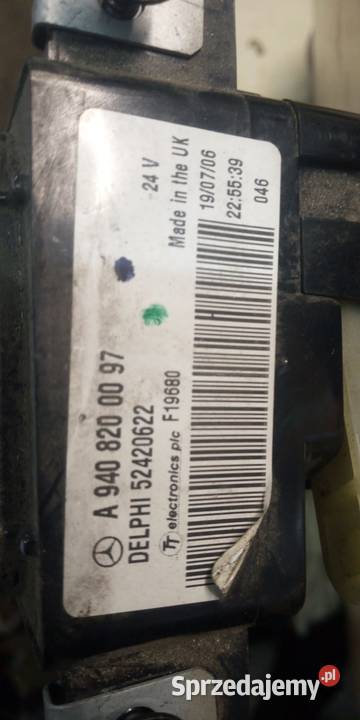 A 940 820 00 97
24 V
DELPHI 52420622
Made in the UK
TT electronics plc F19680
19/07/06
22:55:39
046
Sprzedajemy.pl